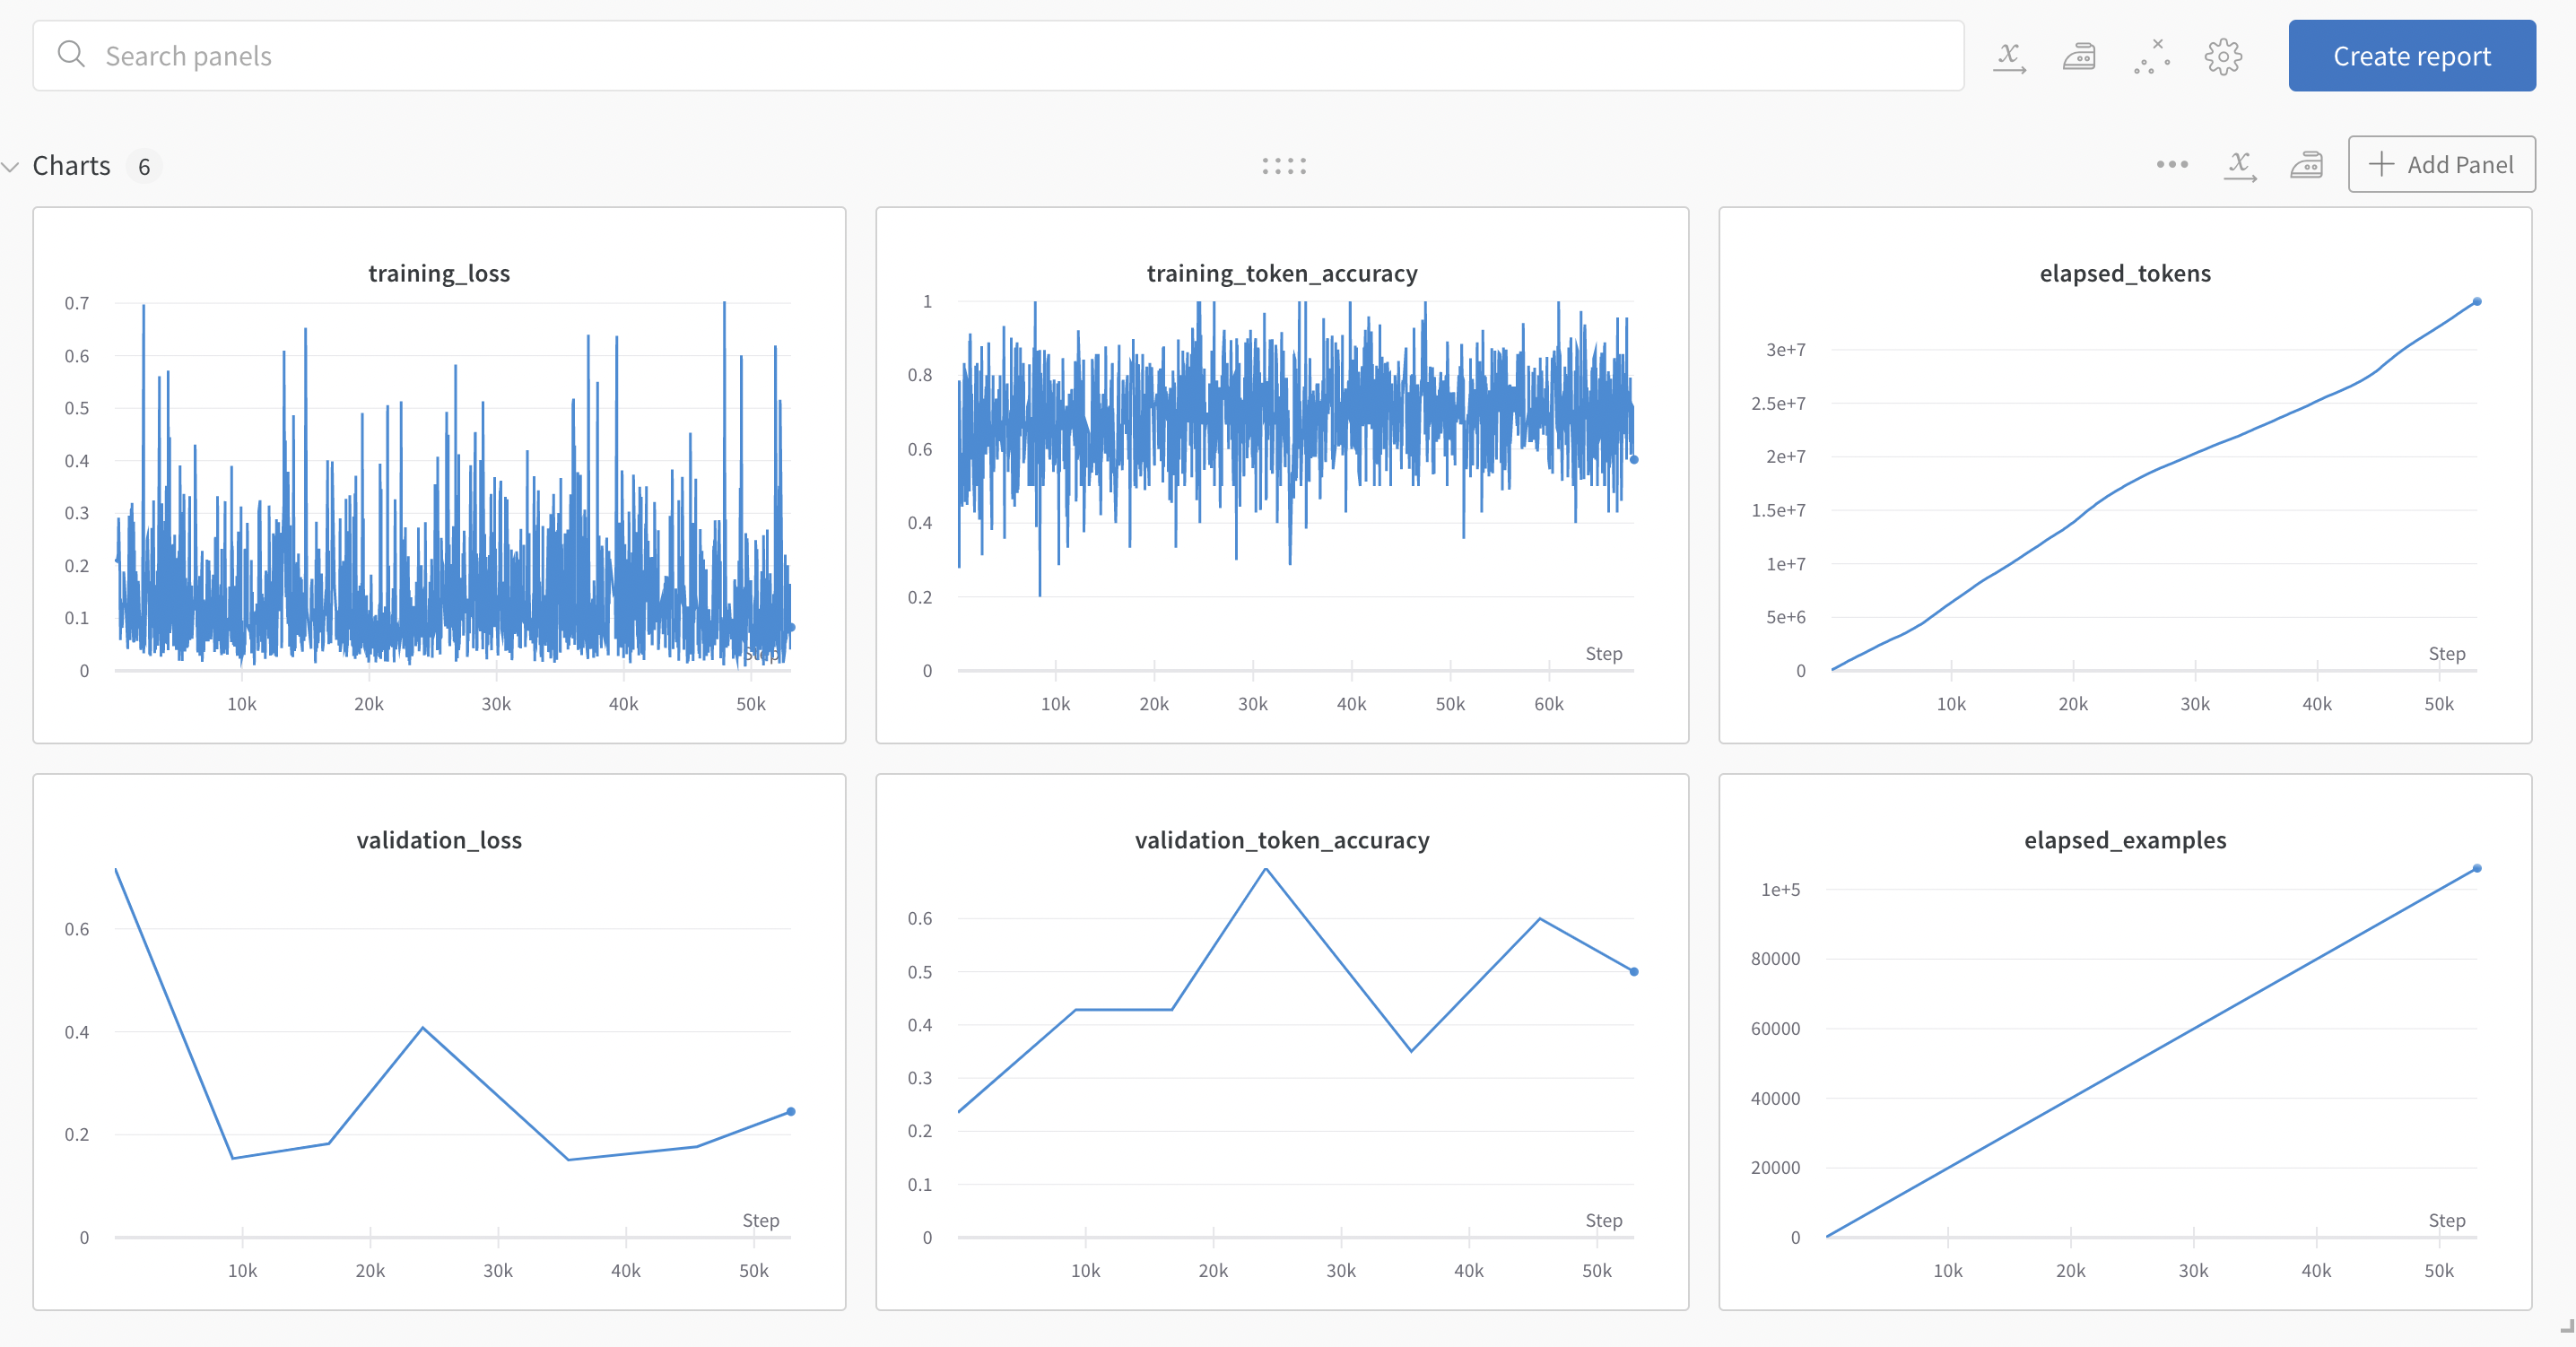 Search panels
Create report
Charts 6
Add Panel
training_loss
0.7
0.6
0.5
0.4
0.3
0.2
0.1
0
Step
10k 20k 30k 40k 50k
training_token_accuracy
1
0.8
0.6
0.4
0.2
0
Step
10k 20k 30k 40k 50k 60k
elapsed_tokens
3e+7
2.5e+7
2e+7
1.5e+7
1e+7
5e+6
0
Step
10k 20k 30k 40k 50k
validation_loss
0.6
0.4
0.2
0
Step
10k 20k 30k 40k 50k
validation_token_accuracy
0.6
0.5
0.4
0.3
0.2
0.1
0
Step
10k 20k 30k 40k 50k
elapsed_examples
1e+5
80000
60000
40000
20000
0
Step
10k 20k 30k 40k 50k